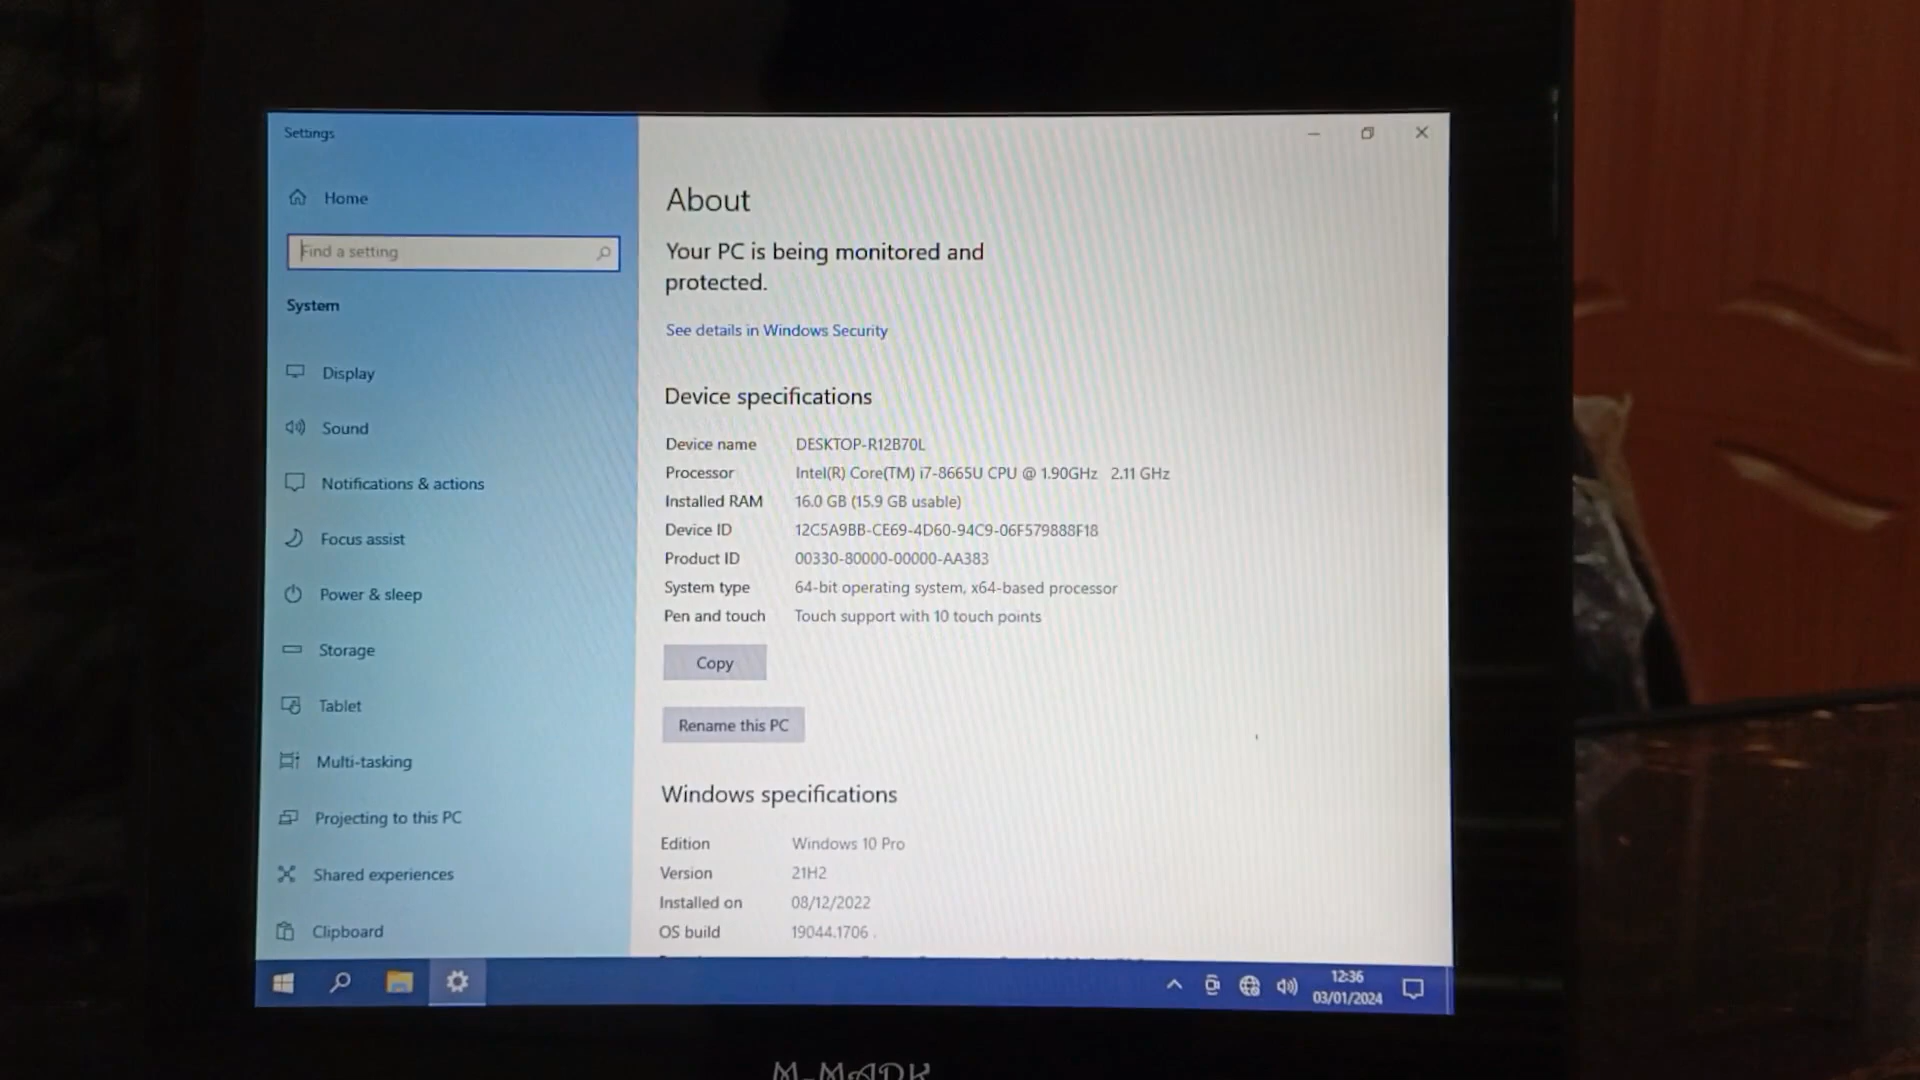 Settings
Home
Find a setting
System
Display
Sound
Notifications & actions
Focus assist
Power & sleep
Storage
Tablet
Multi-tasking
Projecting to this PC
Shared experiences
Clipboard
About
Your PC is being monitored and
protected.
See details in Windows Security
Device specifications
Device name DESKTOP-R12B70L
Processor Intel(R) Core(TM) i7-8665U CPU @ 1.90GHz 2.11 GHz
Installed RAM 16.0 GB (15.9 GB usable)
Device ID 12C5A9BB-CE69-4D60-94C9-06F579888F18
Product ID 00330-80000-00000-AA383
System type 64-bit operating system, x64-based processor
Pen and touch Touch support with 10 touch points
Copy
Rename this PC
Windows specifications
Edition Windows 10 Pro
Version 21H2
Installed on 08/12/2022
OS build 19044.1706
12:36
03/01/2024